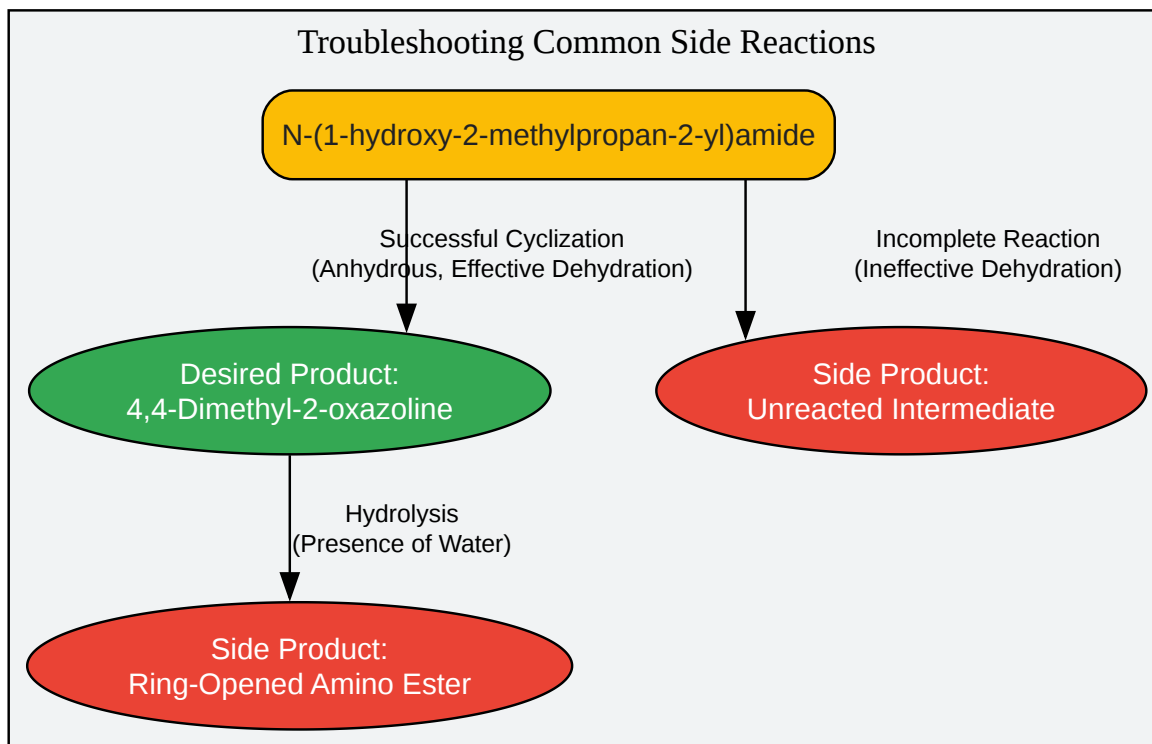 Troubleshooting Common Side Reactions
N-(1-hydroxy-2-methylpropan-2-yl)amide
Successful Cyclization
(Anhydrous, Effective Dehydration)
Incomplete Reaction
(Ineffective Dehydration)
Desired Product:
4,4-Dimethyl-2-oxazoline
Side Product:
Unreacted Intermediate
Hydrolysis
(Presence of Water)
Side Product:
Ring-Opened Amino Ester